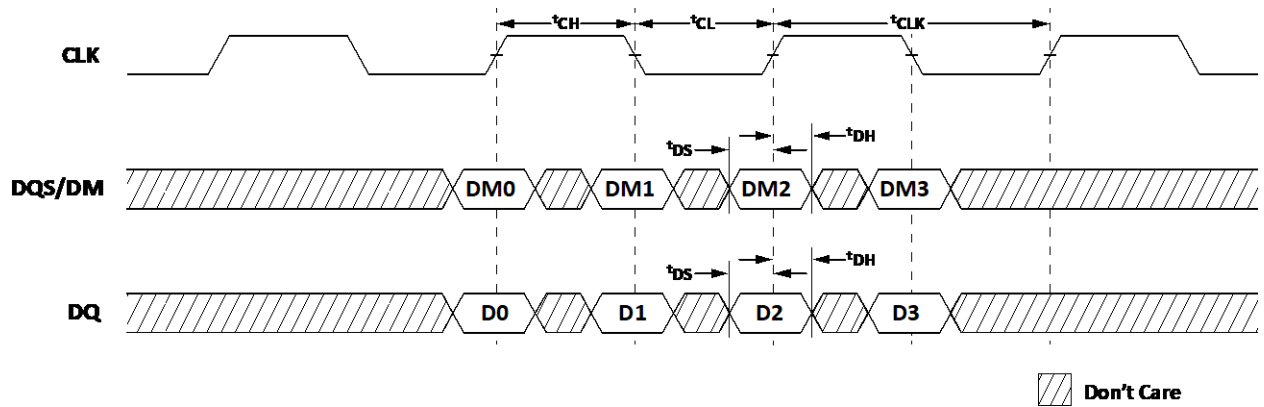 tCH tCL tCLK
CLK
tDS tDH
DQS/DM DM0 DM1 DM2 DM3
tDS tDH
DQ D0 D1 D2 D3
Don't Care